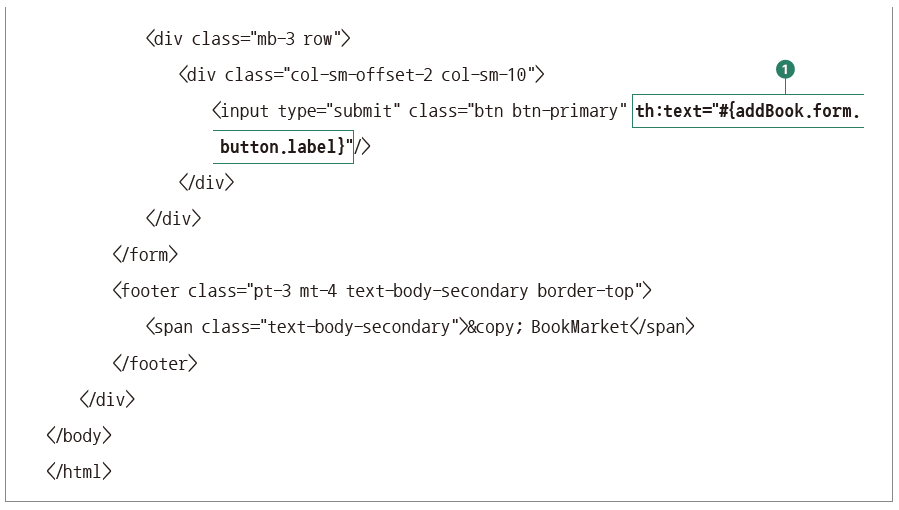 <div class="mb-3 row">
<div class="col-sm-offset-2 col-sm-10">
1
<input type="submit" class="btn btn-primary" th:text="#{addBook.form.
button.label}"/>
</div>
</div>
</form>
<footer class="pt-3 mt-4 text-body-secondary border-top">
<span class="text-body-secondary">&copy; BookMarket</span>
</footer>
</div>
</body>
</html>